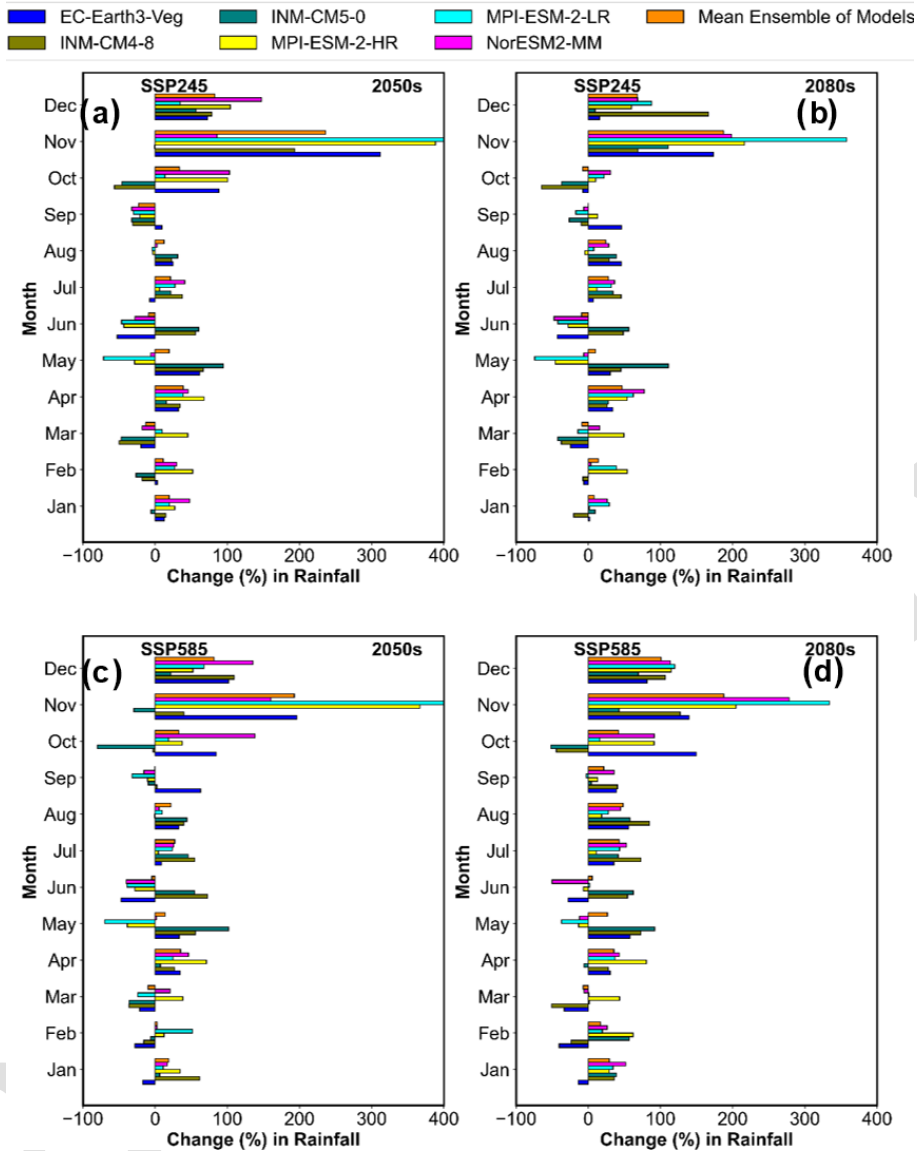 EC-Earth3-Veg INM-CM5-0 MPI-ESM-2-LR Mean Ensemble of Models
INM-CM4-8 MPI-ESM-2-HR NorESM2-MM
(a) SSP245 2050s
Dec
Nov
Oct
Sep
Aug
Jul
Jun
May
Apr
Mar
Feb
Jan
Month
−100 0 100 200 300 400
Change (%) in Rainfall
SSP245 2080s (b)
Dec
Nov
Oct
Sep
Aug
Jul
Jun
May
Apr
Mar
Feb
Jan
Month
−100 0 100 200 300 400
Change (%) in Rainfall
(c) SSP585 2050s
Dec
Nov
Oct
Sep
Aug
Jul
Jun
May
Apr
Mar
Feb
Jan
Month
−100 0 100 200 300 400
Change (%) in Rainfall
SSP585 2080s (d)
Dec
Nov
Oct
Sep
Aug
Jul
Jun
May
Apr
Mar
Feb
Jan
Month
−100 0 100 200 300 400
Change (%) in Rainfall